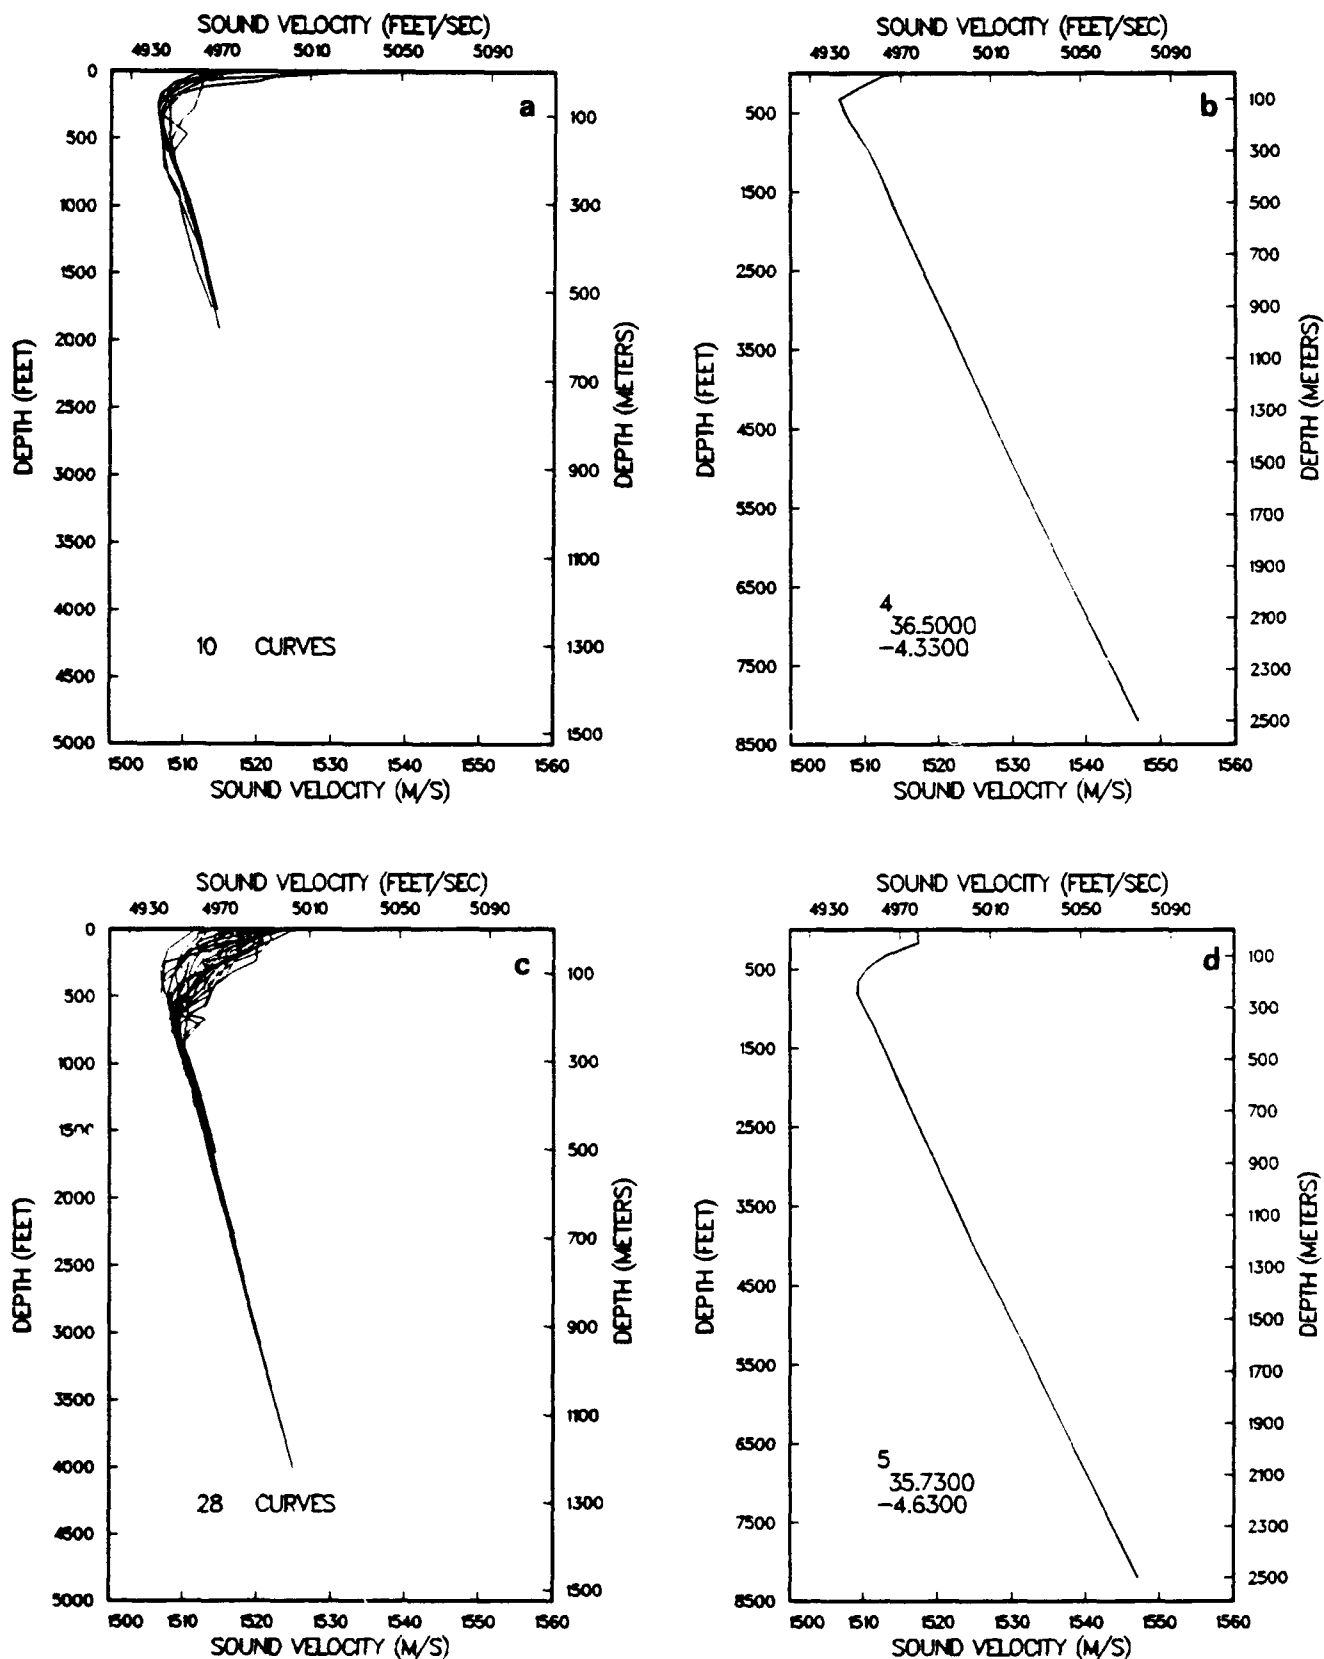 SOUND VELOCITY (FEET/SEC)
4930 4970 5010 5050 5090
a
0
500
1000
1500
2000
2500
3000
3500
4000
4500
5000
DEPTH (FEET)
100
300
500
700
900
1100
1300
1500
DEPTH (METERS)
10 CURVES
1500 1510 1520 1530 1540 1550 1560
SOUND VELOCITY (M/S)
SOUND VELOCITY (FEET/SEC)
4930 4970 5010 5050 5090
b
500
1500
2500
3500
4500
5500
6500
7500
8500
DEPTH (FEET)
100
300
500
700
900
1100
1300
1500
1700
1900
2100
2300
2500
DEPTH (METERS)
4
36.5000
-4.3300
1500 1510 1520 1530 1540 1550 1560
SOUND VELOCITY (M/S)
SOUND VELOCITY (FEET/SEC)
4930 4970 5010 5050 5090
c
0
500
1000
1500
2000
2500
3000
3500
4000
4500
5000
DEPTH (FEET)
100
300
500
700
900
1100
1300
1500
DEPTH (METERS)
28 CURVES
1500 1510 1520 1530 1540 1550 1560
SOUND VELOCITY (M/S)
SOUND VELOCITY (FEET/SEC)
4930 4970 5010 5050 5090
d
500
1500
2500
3500
4500
5500
6500
7500
8500
DEPTH (FEET)
100
300
500
700
900
1100
1300
1500
1700
1900
2100
2300
2500
DEPTH (METERS)
5
35.7300
-4.6300
1500 1510 1520 1530 1540 1550 1560
SOUND VELOCITY (M/S)